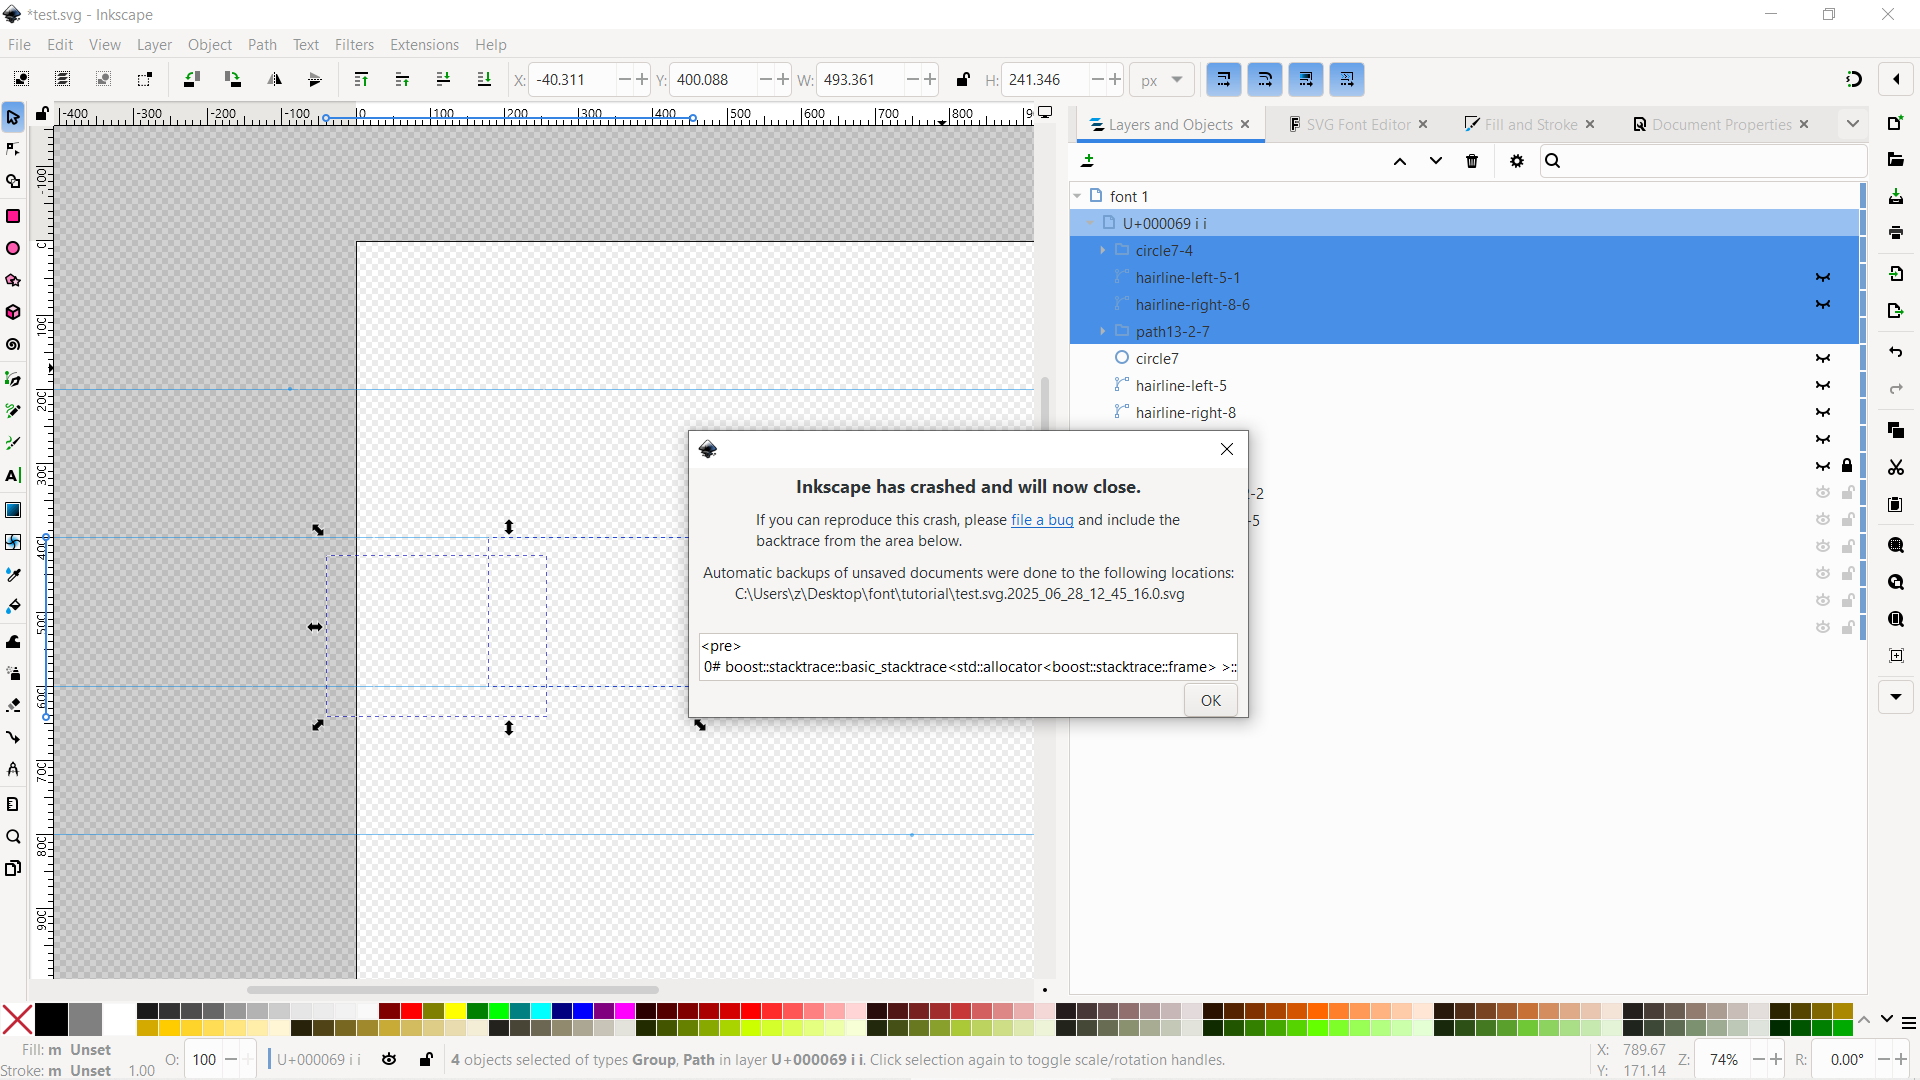 *test.svg - Inkscape
File Edit View Layer Object Path Text Filters Extensions Help
X: -40.311 Y: 400.088 W: 493.361 H: 241.346 px
-400 -300 -200 -100 0 100 200 300 400 500 600 700 800
Layers and Objects SVG Font Editor Fill and Stroke Document Properties
font 1
U+000069 i i
circle7-4
hairline-left-5-1
hairline-right-8-6
path13-2-7
circle7
hairline-left-5
hairline-right-8
-2
-5
-100
0
100
200
300
400
500
600
700
800
900
Inkscape has crashed and will now close.
If you can reproduce this crash, please file a bug and include the
backtrace from the area below.
Automatic backups of unsaved documents were done to the following locations:
C:\Users\z\Desktop\font\tutorial\test.svg.2025_06_28_12_45_16.0.svg
<pre>
0# boost::stacktrace::basic_stacktrace<std::allocator<boost::stacktrace::frame> >::
OK
Fill: m Unset
Stroke: m Unset 1.00
O: 100
U+000069 i i
4 objects selected of types Group, Path in layer U+000069 i i. Click selection again to toggle scale/rotation handles.
X: 789.67
Y: 171.14
Z: 74%
R: 0.00°